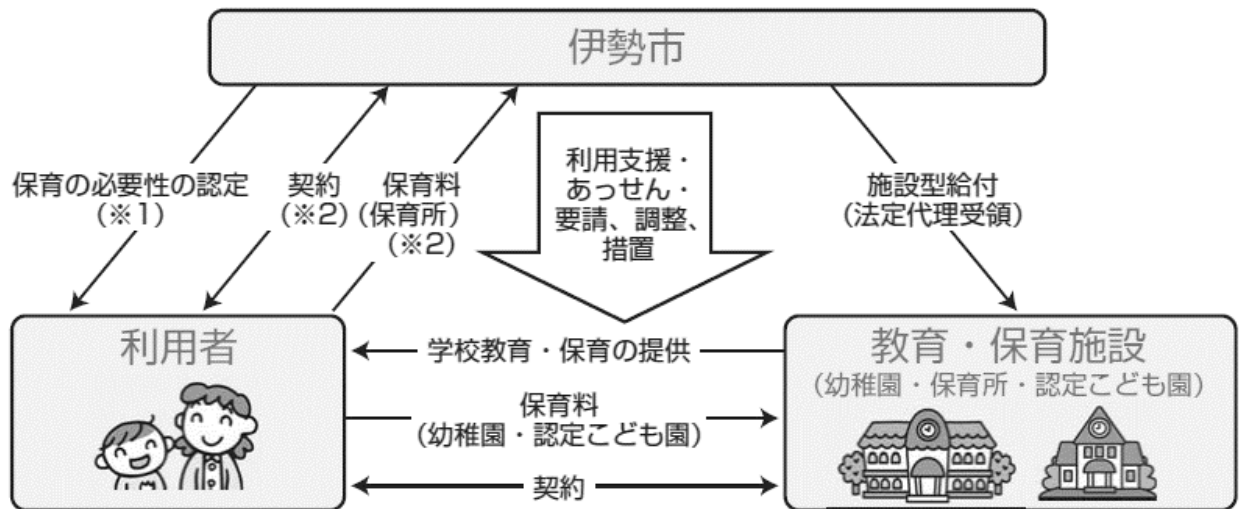 伊勢市
保育の必要性の認定
（※1）
契約
（※2）
保育料
（保育所）
（※2）
利用支援・
あっせん・
要請、調整、
措置
施設型給付
（法定代理受領）
利用者
学校教育・保育の提供
保育料
（幼稚園・認定こども園）
契約
教育・保育施設
（幼稚園・保育所・認定こども園）